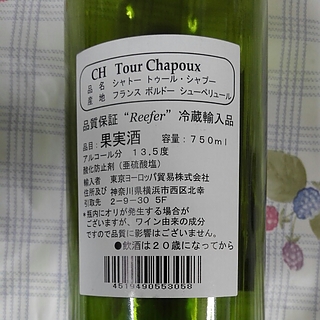 CH Tour Chapoux
品名 シャトー トゥール・シャプー
産地 フランス ボルドー シューペリュール
品質保証 “Reefer” 冷蔵輸入品
品目：果実酒 容量：750ml
アルコール分 13.5度
酸化防止剤（亜硫酸塩）
輸入者 東京ヨーロッパ貿易株式会社
住所及び 神奈川県横浜市西区北幸
引取先 2-9-30 5F
*瓶内にオリが発生する場合が
ございますが、ワイン由来の成分
ですので品質に影響はございません。
●飲酒は20歳になってから
4519490553058